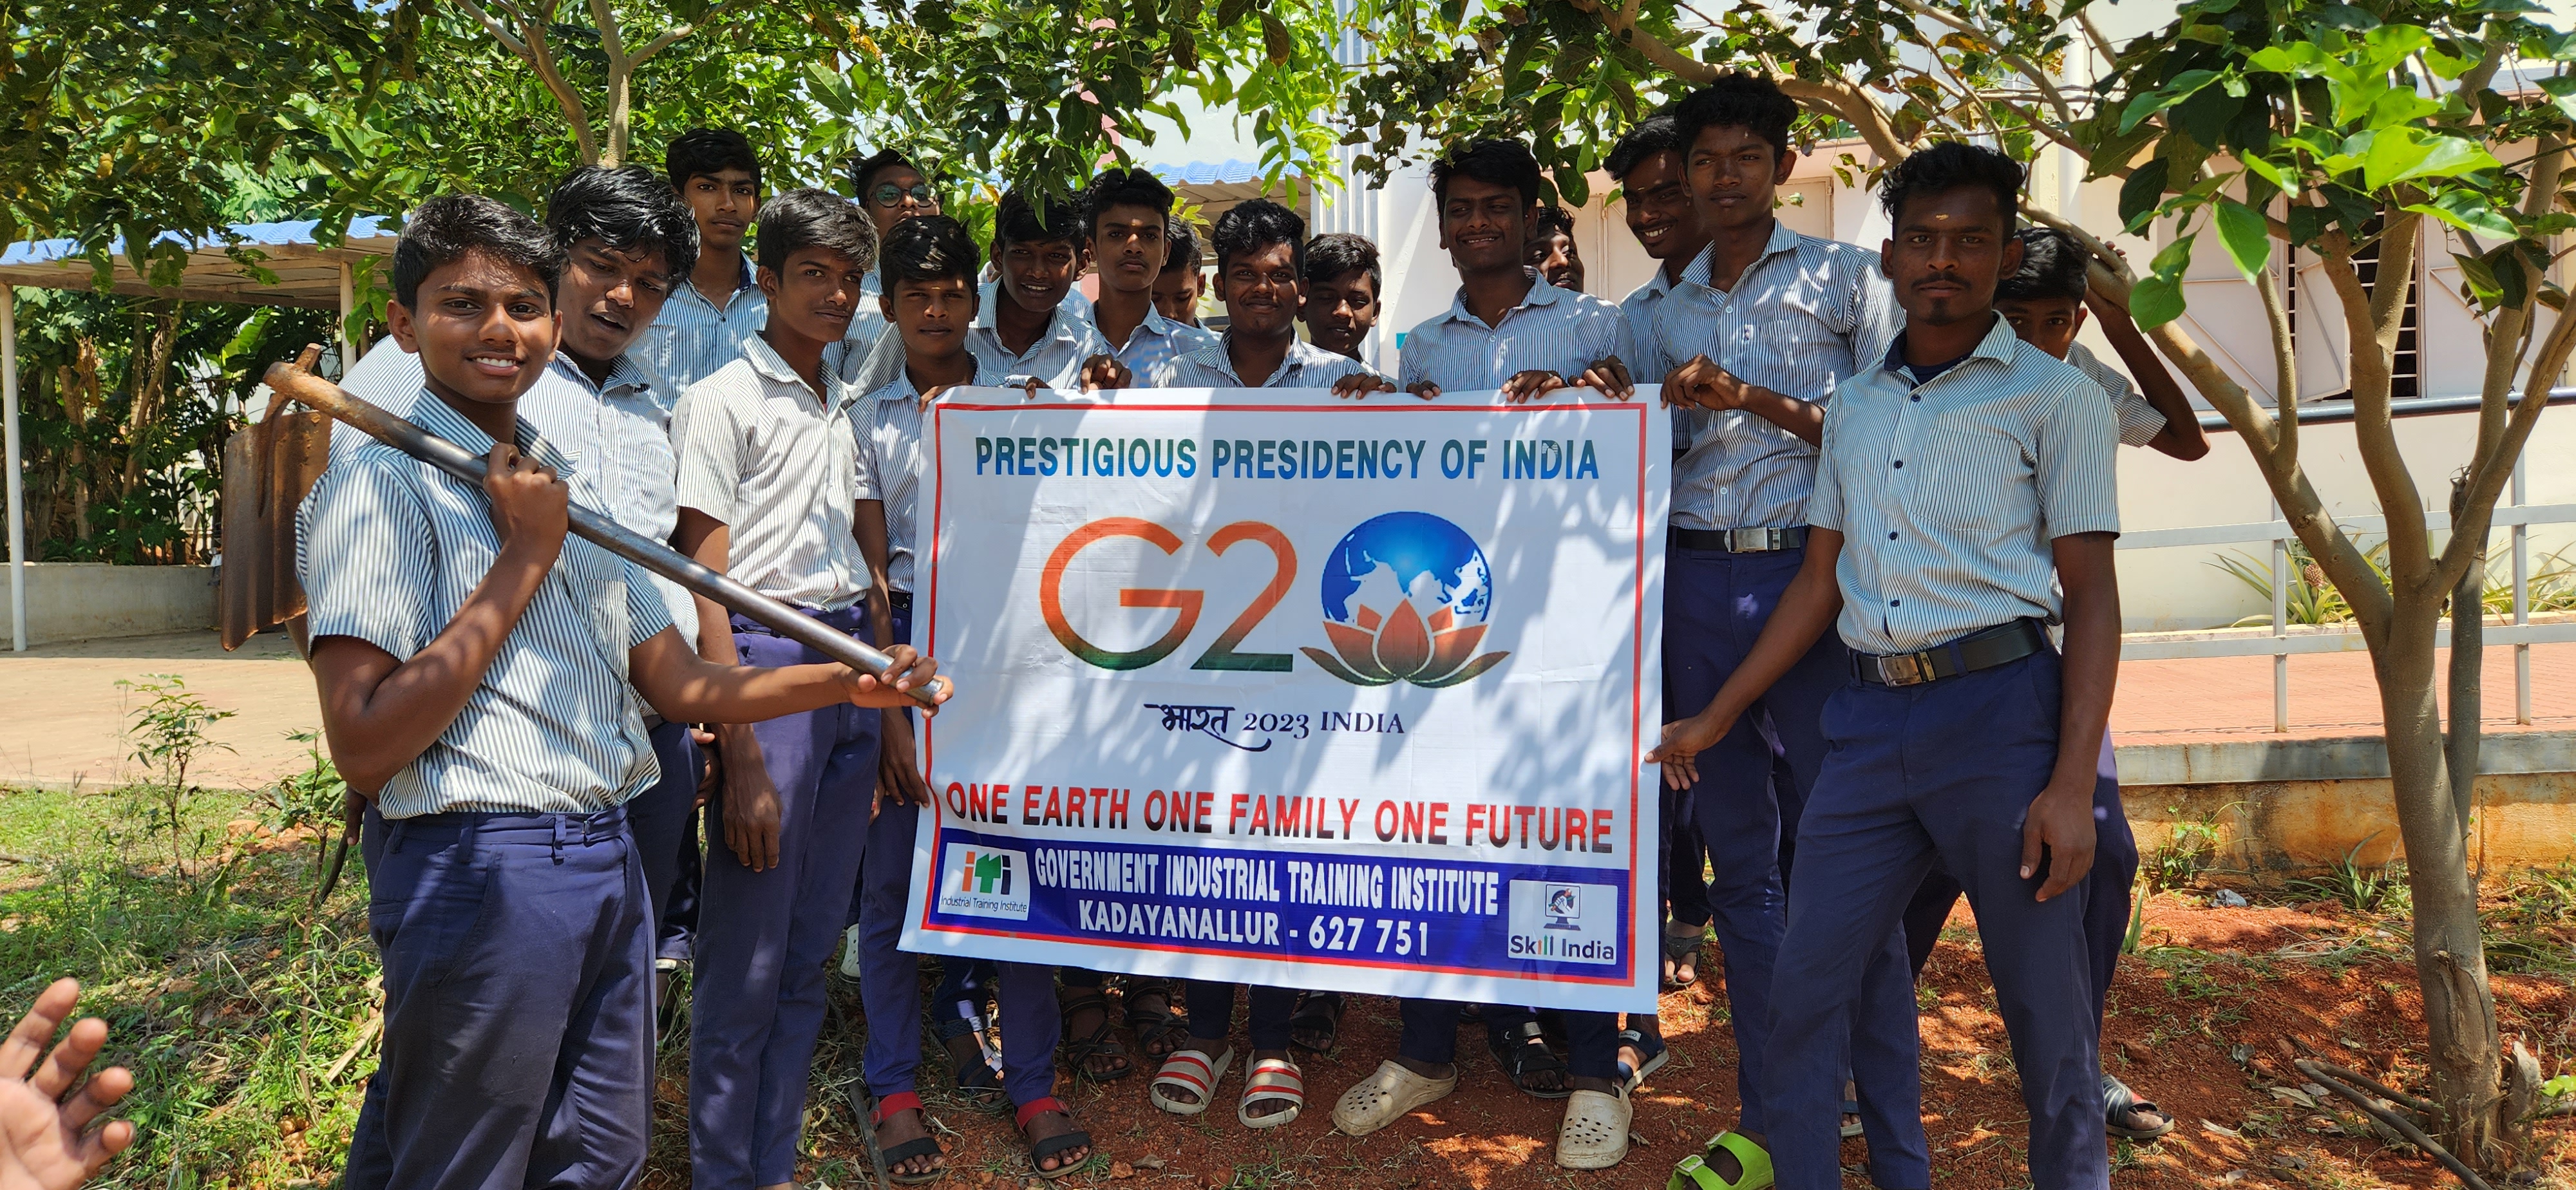 PRESTIGIOUS PRESIDENCY OF INDIA
G20
भारत 2023 INDIA
ONE EARTH ONE FAMILY ONE FUTURE
iTi
Industrial Training Institute
GOVERNMENT INDUSTRIAL TRAINING INSTITUTE
KADAYANALLUR - 627 751
Skill India